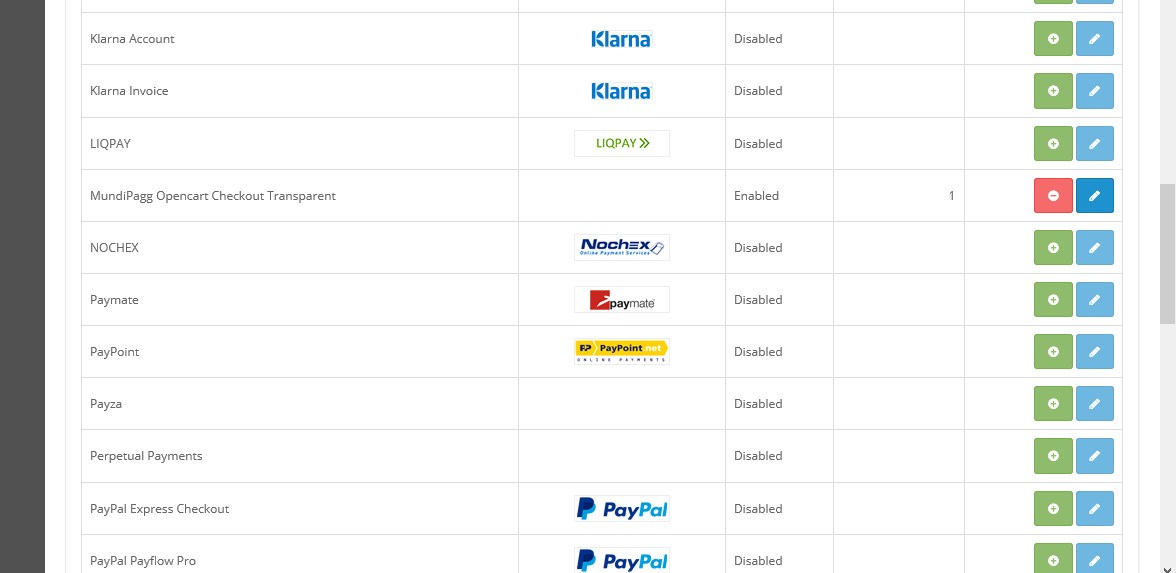 Klarna Account Klarna Disabled
Klarna Invoice Klarna Disabled
LIQPAY LIQPAY Disabled
MundiPagg Opencart Checkout Transparent Enabled 1
NOCHEX Nochex Disabled
Online Payment Services
Paymate paymate Disabled
PayPoint PP PayPoint.net Disabled
ONLINE PAYMENTS
Payza Disabled
Perpetual Payments Disabled
PayPal Express Checkout PayPal Disabled
PayPal Payflow Pro PayPal Disabled